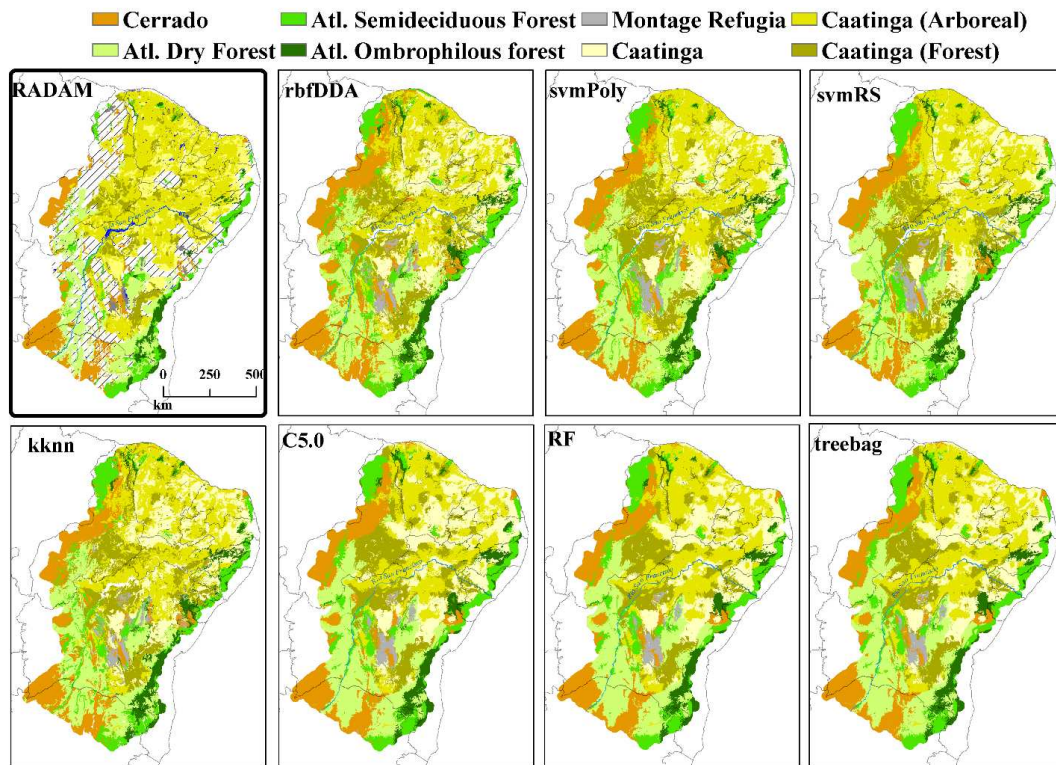 Cerrado Atl. Semideciduous Forest Montage Refugia Caatinga (Arboreal)
Atl. Dry Forest Atl. Ombrophilous forest Caatinga Caatinga (Forest)
RADAM
rbfDDA
svmPoly
svmRS
0 250 500
km
kknn
C5.0
RF
treebag